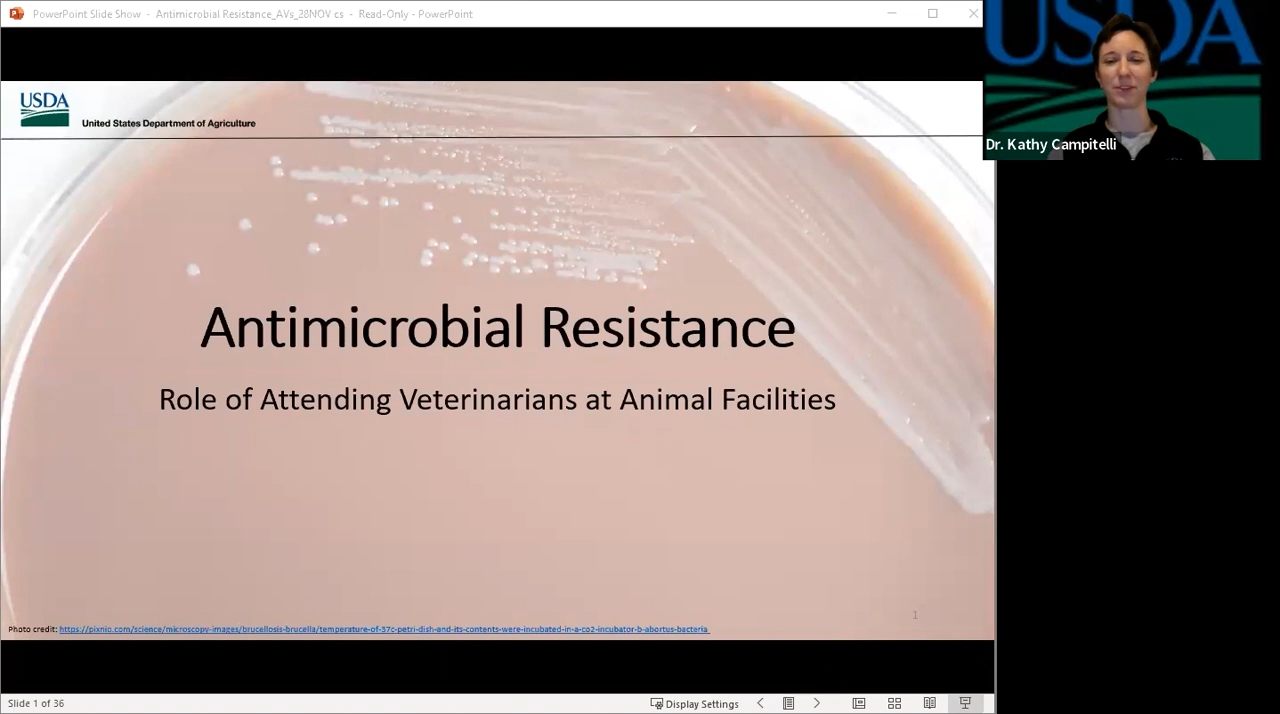 PowerPoint Slide Show - Antimicrobial Resistance_AVs_28NOV cs - Read-Only - PowerPoint
USDA
Dr. Kathy Campitelli
USDA
United States Department of Agriculture
Antimicrobial Resistance
Role of Attending Veterinarians at Animal Facilities
1
Photo credit: https://pixnio.com/science/microscopy-images/brucellosis-brucella/temperature-of-37c-petri-dish-and-its-contents-were-incubated-in-a-co2-incubator-b-abortus-bacteria
Slide 1 of 36
Display Settings